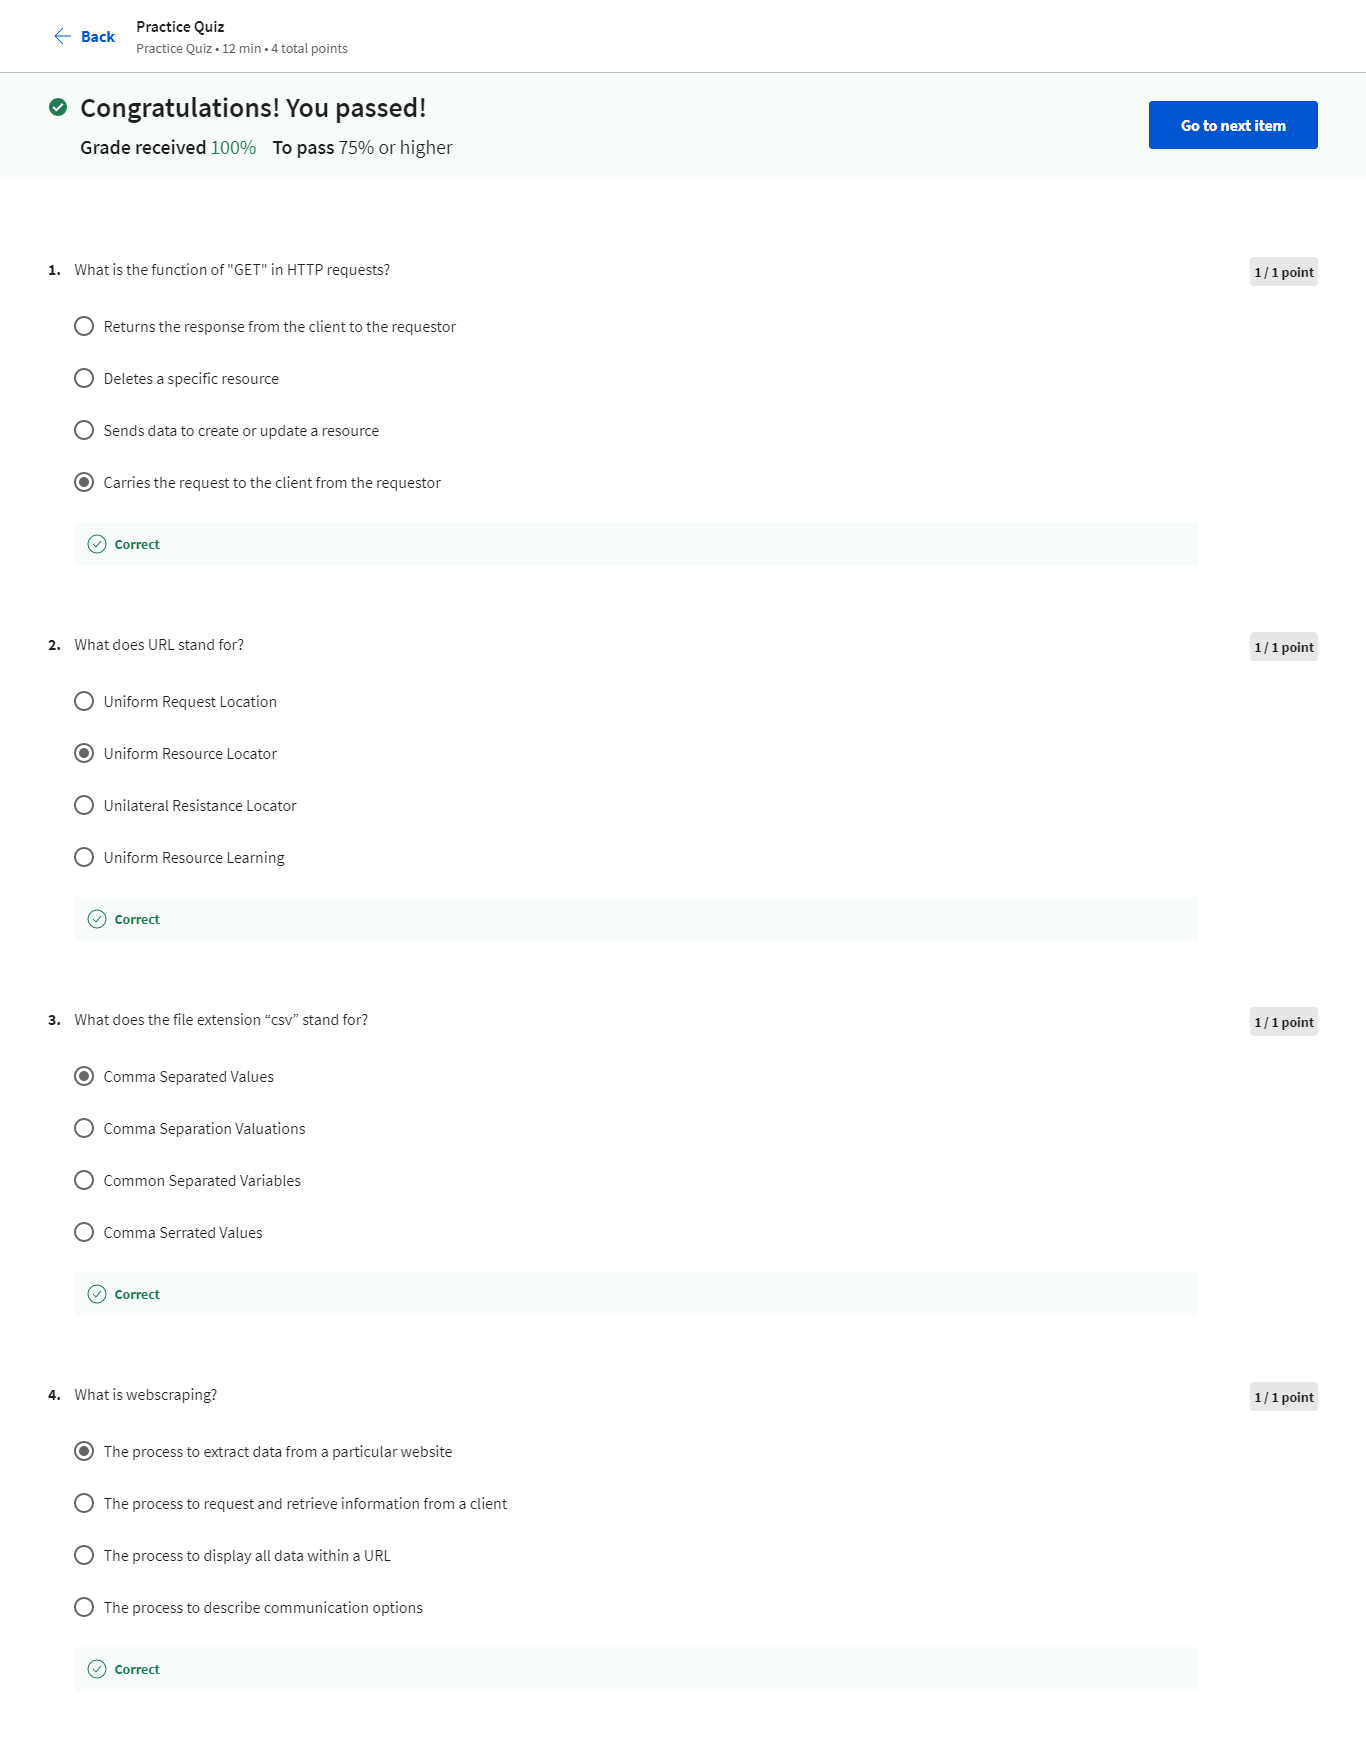 Back
Practice Quiz
Practice Quiz • 12 min • 4 total points
Congratulations! You passed!
Grade received 100% To pass 75% or higher
Go to next item
1. What is the function of "GET" in HTTP requests?
1 / 1 point
Returns the response from the client to the requestor
Deletes a specific resource
Sends data to create or update a resource
Carries the request to the client from the requestor
Correct
2. What does URL stand for?
1 / 1 point
Uniform Request Location
Uniform Resource Locator
Unilateral Resistance Locator
Uniform Resource Learning
Correct
3. What does the file extension “csv” stand for?
1 / 1 point
Comma Separated Values
Comma Separation Valuations
Common Separated Variables
Comma Serrated Values
Correct
4. What is webscraping?
1 / 1 point
The process to extract data from a particular website
The process to request and retrieve information from a client
The process to display all data within a URL
The process to describe communication options
Correct